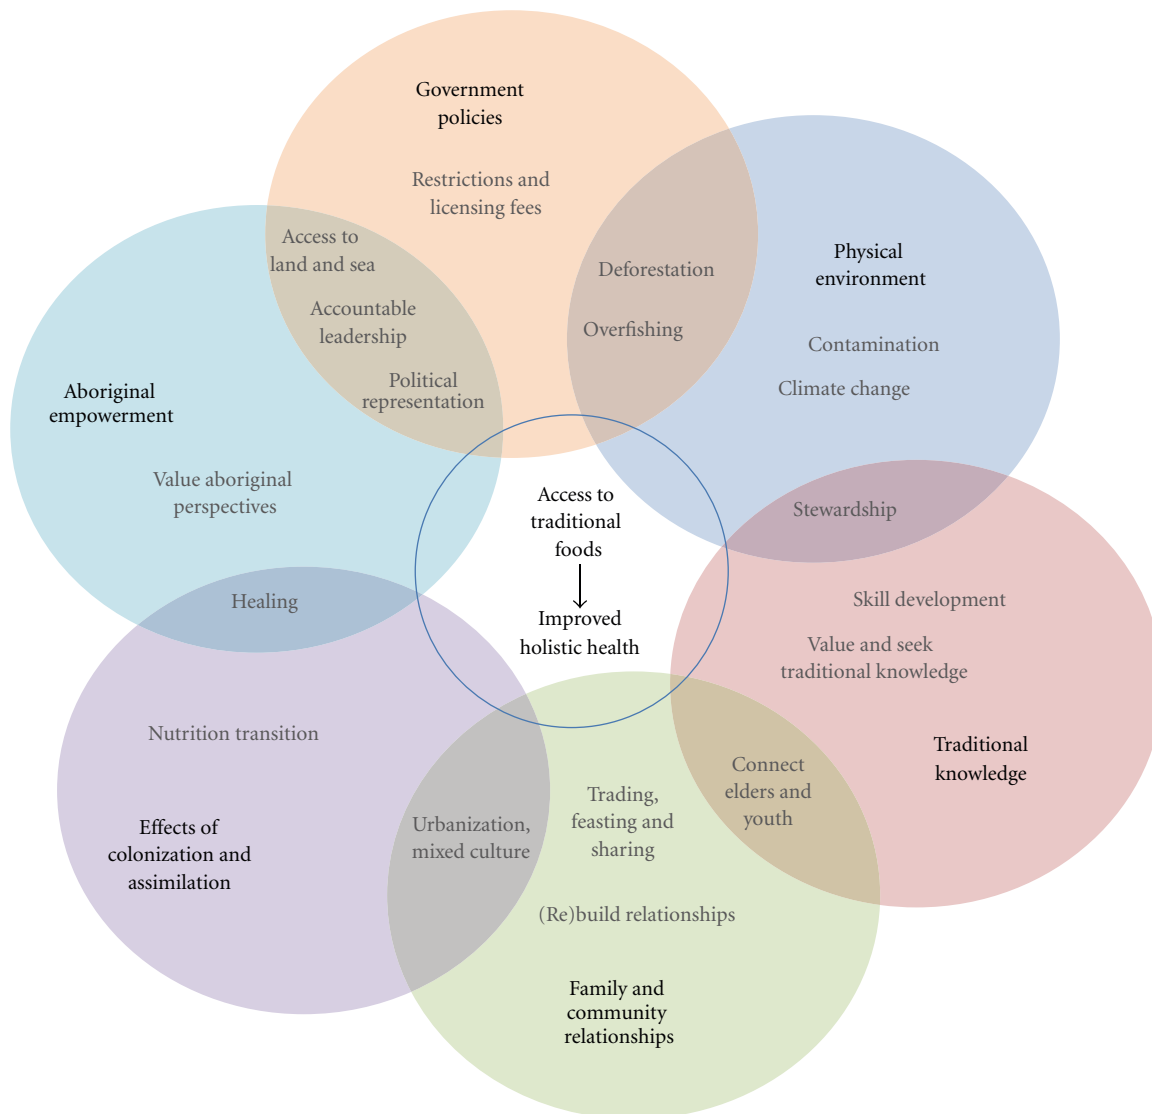 Government
policies
Restrictions and
licensing fees
Access to
land and sea
Accountable
leadership
Political
representation
Deforestation
Overfishing
Physical
environment
Contamination
Climate change
Aboriginal
empowerment
Value aboriginal
perspectives
Access to
traditional
foods
Improved
holistic health
Stewardship
Skill development
Value and seek
traditional knowledge
Traditional
knowledge
Healing
Nutrition transition
Effects of
colonization and
assimilation
Urbanization,
mixed culture
Trading,
feasting and
sharing
Connect
elders and
youth
(Re)build relationships
Family and
community
relationships